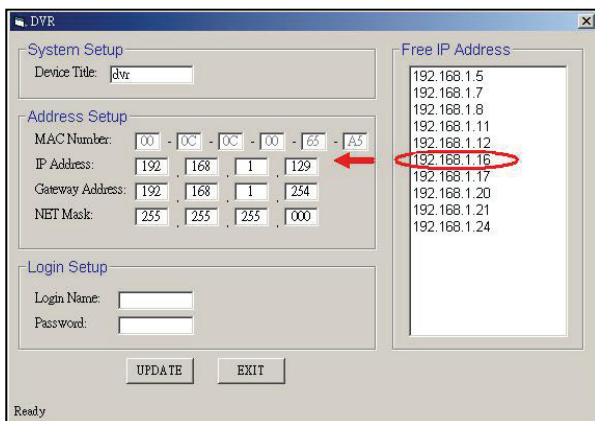 DVR
System Setup
Device Title: dvr
Address Setup
MAC Number: 00 - 0C - 0C - 00 - 65 - A5
IP Address: 192 . 168 . 1 . 129
Gateway Address: 192 . 168 . 1 . 254
NET Mask: 255 . 255 . 255 . 000
Login Setup
Login Name:
Password:
UPDATE EXIT
Ready
Free IP Address
192.168.1.5
192.168.1.7
192.168.1.8
192.168.1.11
192.168.1.12
192.168.1.16
192.168.1.17
192.168.1.20
192.168.1.21
192.168.1.24